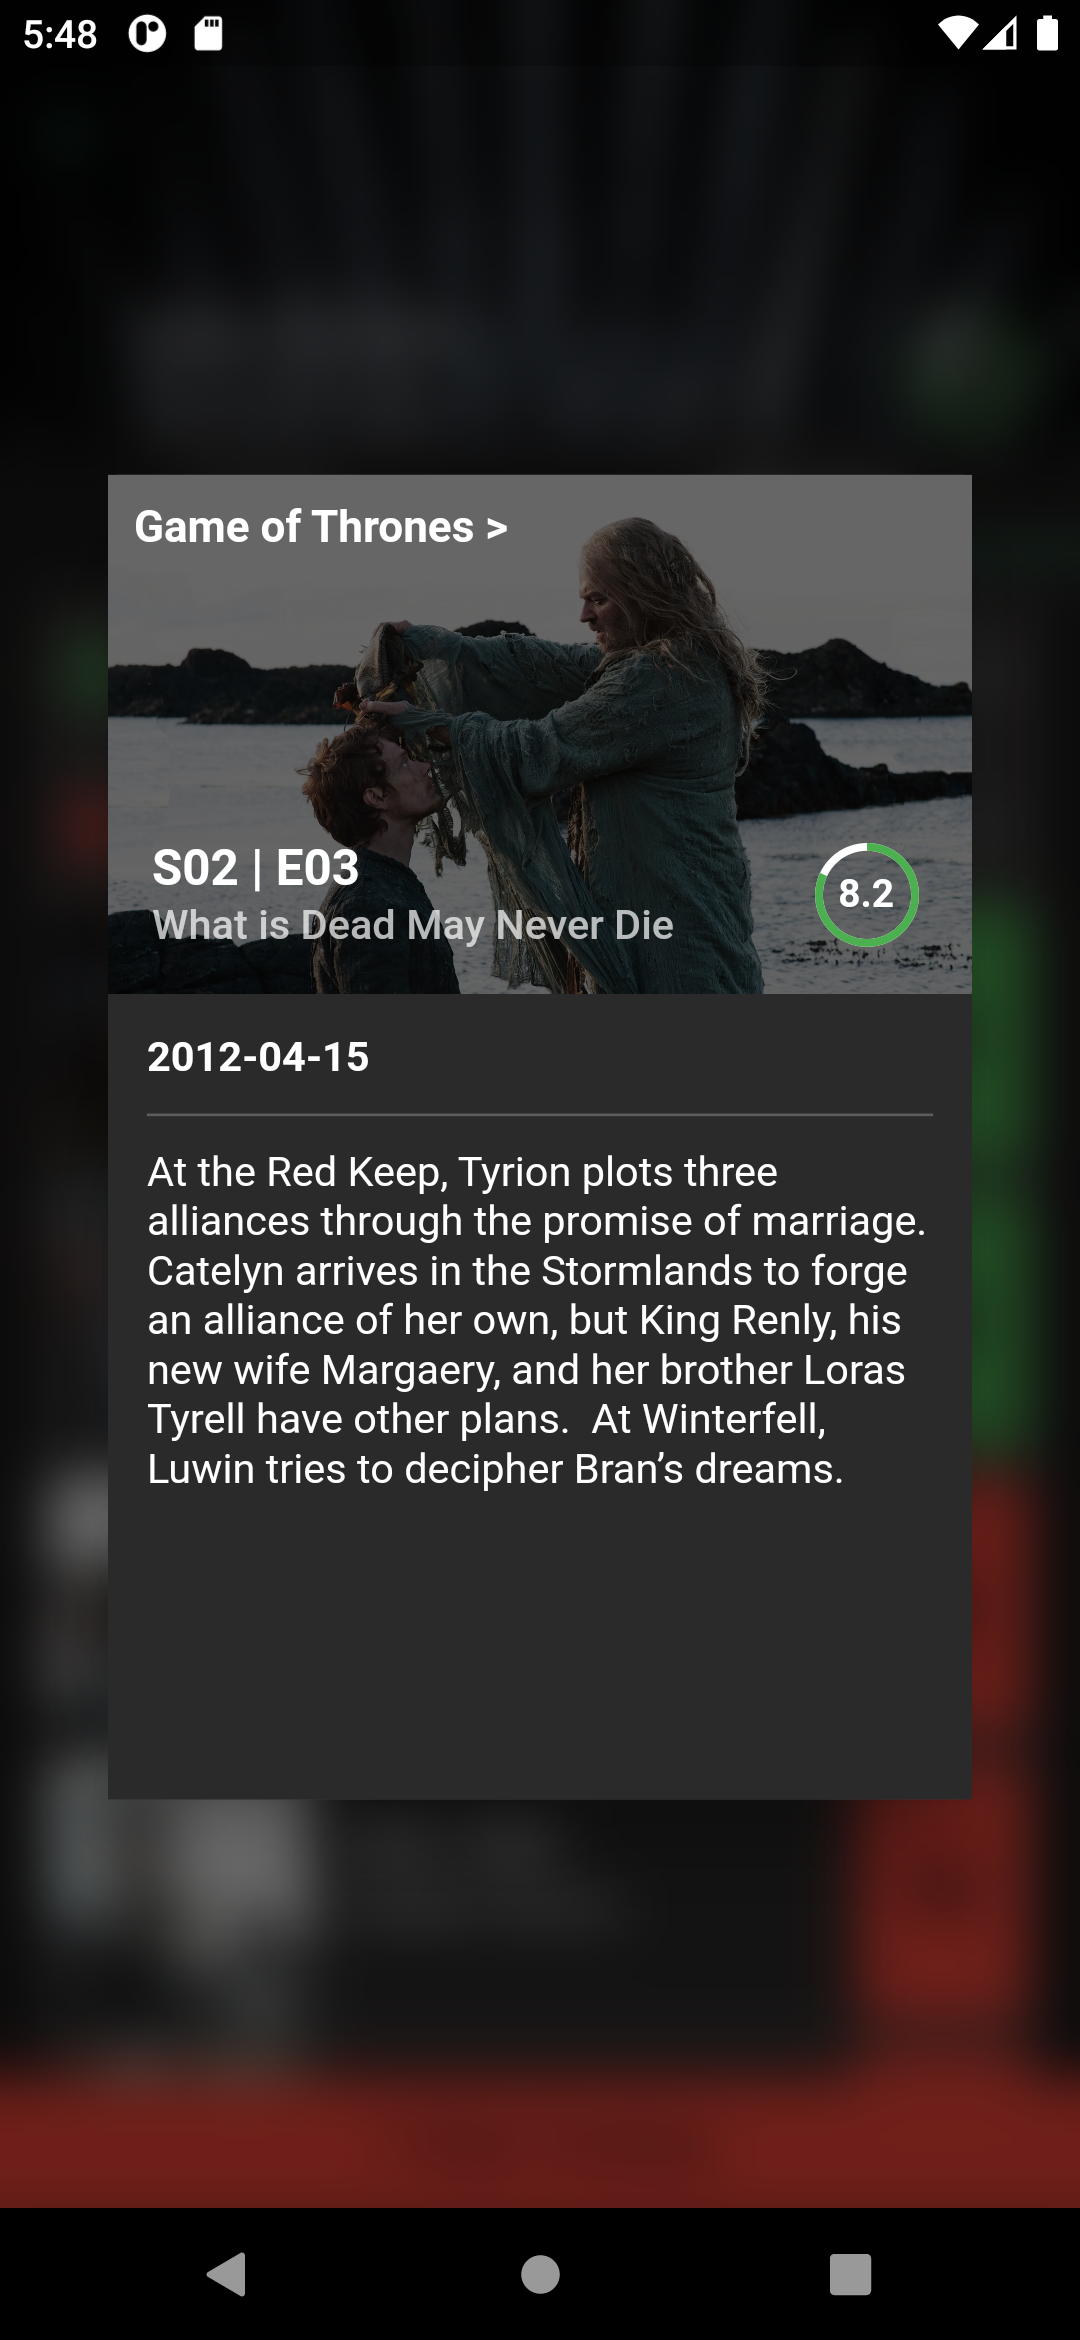 5:48
Game of Thrones >
S02 | E03
What is Dead May Never Die
8.2
2012-04-15
At the Red Keep, Tyrion plots three
alliances through the promise of marriage.
Catelyn arrives in the Stormlands to forge
an alliance of her own, but King Renly, his
new wife Margaery, and her brother Loras
Tyrell have other plans.  At Winterfell,
Luwin tries to decipher Bran’s dreams.